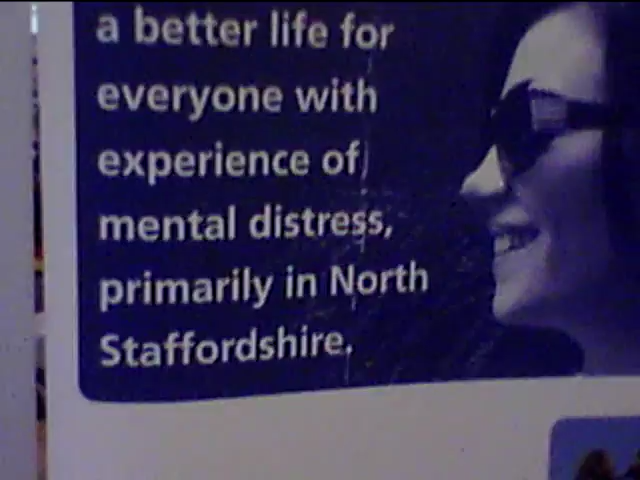 a better life for
everyone with
experience of
mental distress,
primarily in North
Staffordshire.